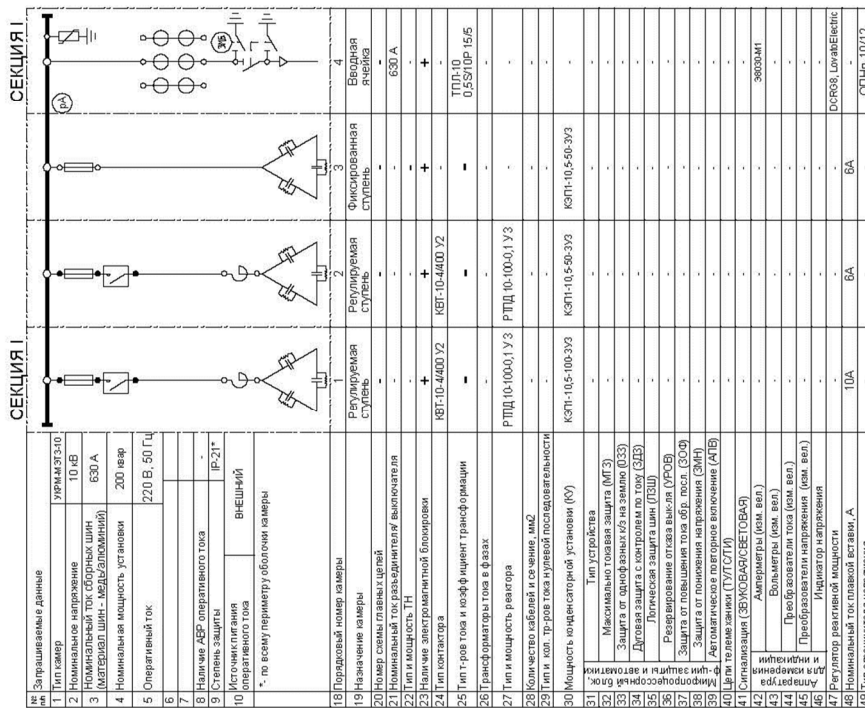 СЕКЦИЯ I
СЕКЦИЯ I
pA
ЭМБ
№ пп Запрашиваемые данные
1 Тип камер УКРМ-МЭТЗ-10
2 Номинальное напряжение 10 кВ
3 Номинальный ток сборных шин (материал шин - медь/алюминий) 630 А
4 Номинальная мощность установки 200 квар
5 Оперативный ток 220 В, 50 Гц
6
7
8 Наличие АВР оперативного тока -
9 Степень защиты IP-21*
10 Источник питания оперативного тока ВНЕШНИЙ
*- по всему периметру оболочки камеры
18 Порядковый номер камеры 1 2 3 4
19 Назначение камеры Регулируемая ступень Регулируемая ступень Фиксированная ступень Вводная ячейка
20 Номер схемы главных цепей - - - -
21 Номинальный ток разъединителя/ выключателя - - - 630 А
22 Тип и мощность ТН - - - -
23 Наличие электромагнитной блокировки + + + +
24 Тип контактора КВТ-10-4/400 У2 КВТ-10-4/400 У2 - -
25 Тип т-ров тока и коэффициент трансформации - - - ТПЛ-10 0,5S/10Р 15/5
26 Трансформаторы тока в фазах - - - -
27 Тип и мощность реактора РТПД 10-100-0,1 У3 РТПД 10-100-0,1 У3 - -
28 Количество кабелей и сечение, мм2 - - - -
29 Тип и кол. тр-ров тока нулевой последовательности - - - -
30 Мощность конденсаторной установки (КУ) КЭП1-10,5-100-3У3 КЭП1-10,5-50-3У3 КЭП1-10,5-50-3У3 -
Микропроцессорный блок, ф-ции защиты и автоматики
31 Тип устройства - - - -
32 Максимально токовая защита (МТЗ) - - - -
33 Защита от однофазных к/з на землю (ОЗЗ) - - - -
34 Дуговая защита с контролем по току (ЗДЗ) - - - -
35 Логическая защита шин (ЛЗШ) - - - -
36 Резервирование отказа вык-ля (УРОВ) - - - -
37 Защита от повышения тока обр. посл. (ЗОФ) - - - -
38 Защита от понижения напряжения (ЗМН) - - - -
39 Автоматическое повторное включение (АПВ) - - - -
40 Цепи телемеханики (ТУ/ТС/ТИ) - - - -
41 Сигнализация (ЗВУКОВАЯ/СВЕТОВАЯ) - - - -
Аппаратура для измерения и индикации
42 Амперметры (изм. вел.) - - - Э8030-М1
43 Вольметры (изм. вел.) - - - -
44 Преобразователи тока (изм. вел.) - - - -
45 Преобразователи напряжения (изм. вел.) - - - -
46 Индикатор напряжения - - - -
47 Регулятор реактивной мощности - - - DCRG8, LovatoElectric
48 Номинальный ток плавкой вставки, А 10А 6А 6А -